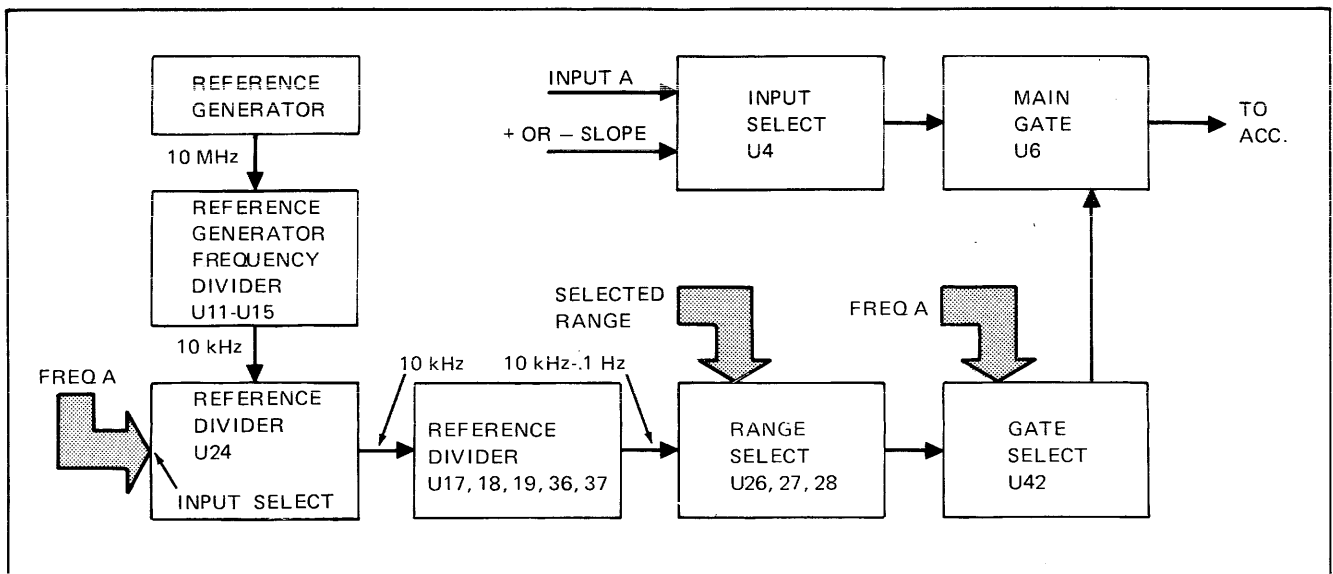 REFERENCE
GENERATOR
10 MHz
REFERENCE
GENERATOR
FREQUENCY
DIVIDER
U11-U15
10 kHz
FREQ A
REFERENCE
DIVIDER
U24
INPUT SELECT
10 kHz
REFERENCE
DIVIDER
U17, 18, 19, 36, 37
10 kHz-.1 Hz
SELECTED
RANGE
RANGE
SELECT
U26, 27, 28
FREQ A
GATE
SELECT
U42
INPUT A
+ OR – SLOPE
INPUT
SELECT
U4
MAIN
GATE
U6
TO
ACC.